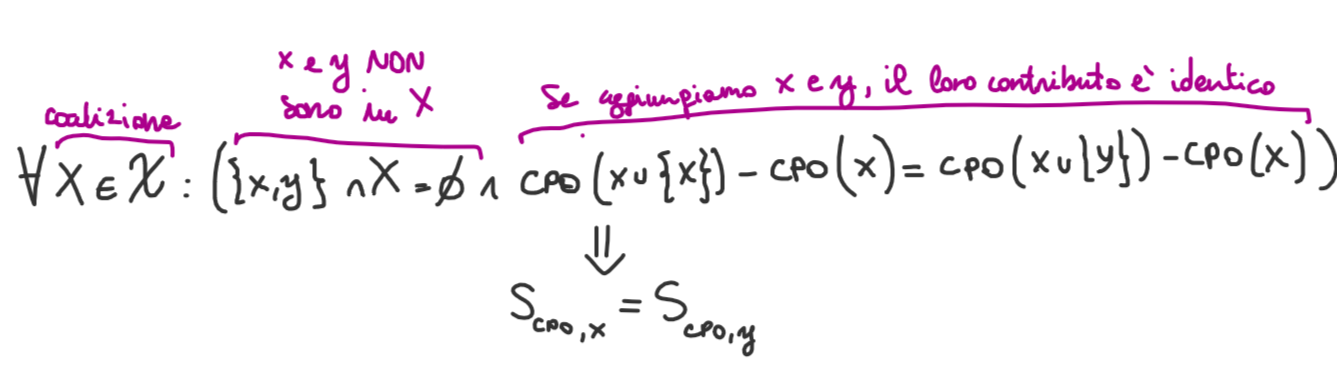 x e y NON
sono in X
coalizione
Se aggiungiamo x e y, il loro contributo è identico
∀ X ∈ 𝒳 : ({x,y} ∩ X = ∅ ∧ CPO(X ∪ {x}) - CPO(X) = CPO(X ∪ {y}) - CPO(X))
⇓
S_CPO,x = S_CPO,y